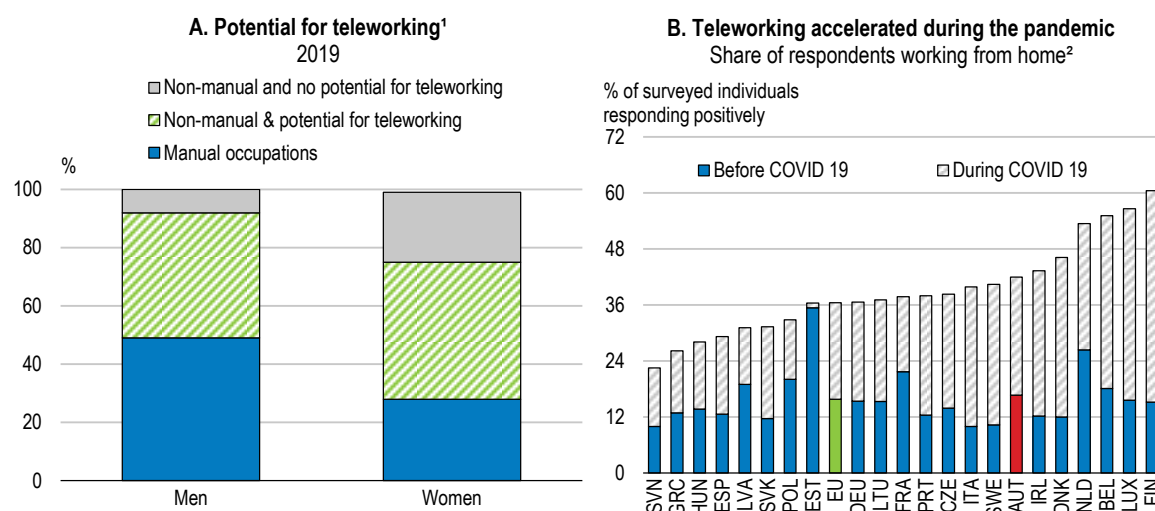 A. Potential for teleworking¹
2019
Non-manual and no potential for teleworking
Non-manual & potential for teleworking
Manual occupations
%
100
80
60
40
20
0
Men
Women
B. Teleworking accelerated during the pandemic
Share of respondents working from home²
% of surveyed individuals
responding positively
72
60
48
36
24
12
0
Before COVID 19
During COVID 19
SVN
GRC
HUN
ESP
LVA
SVK
POL
EST
EU
DEU
LTU
FRA
PRT
CZE
ITA
SWE
AUT
IRL
DNK
NLD
BEL
LUX
FIN